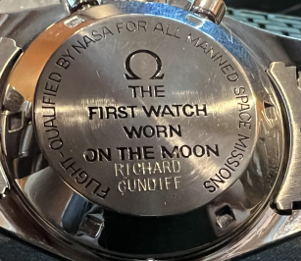 FLIGHT-QUALIFIED BY NASA FOR ALL MANNED SPACE MISSIONS
Ω
THE
FIRST WATCH
WORN
ON THE MOON
RICHARD
CUNDIFF